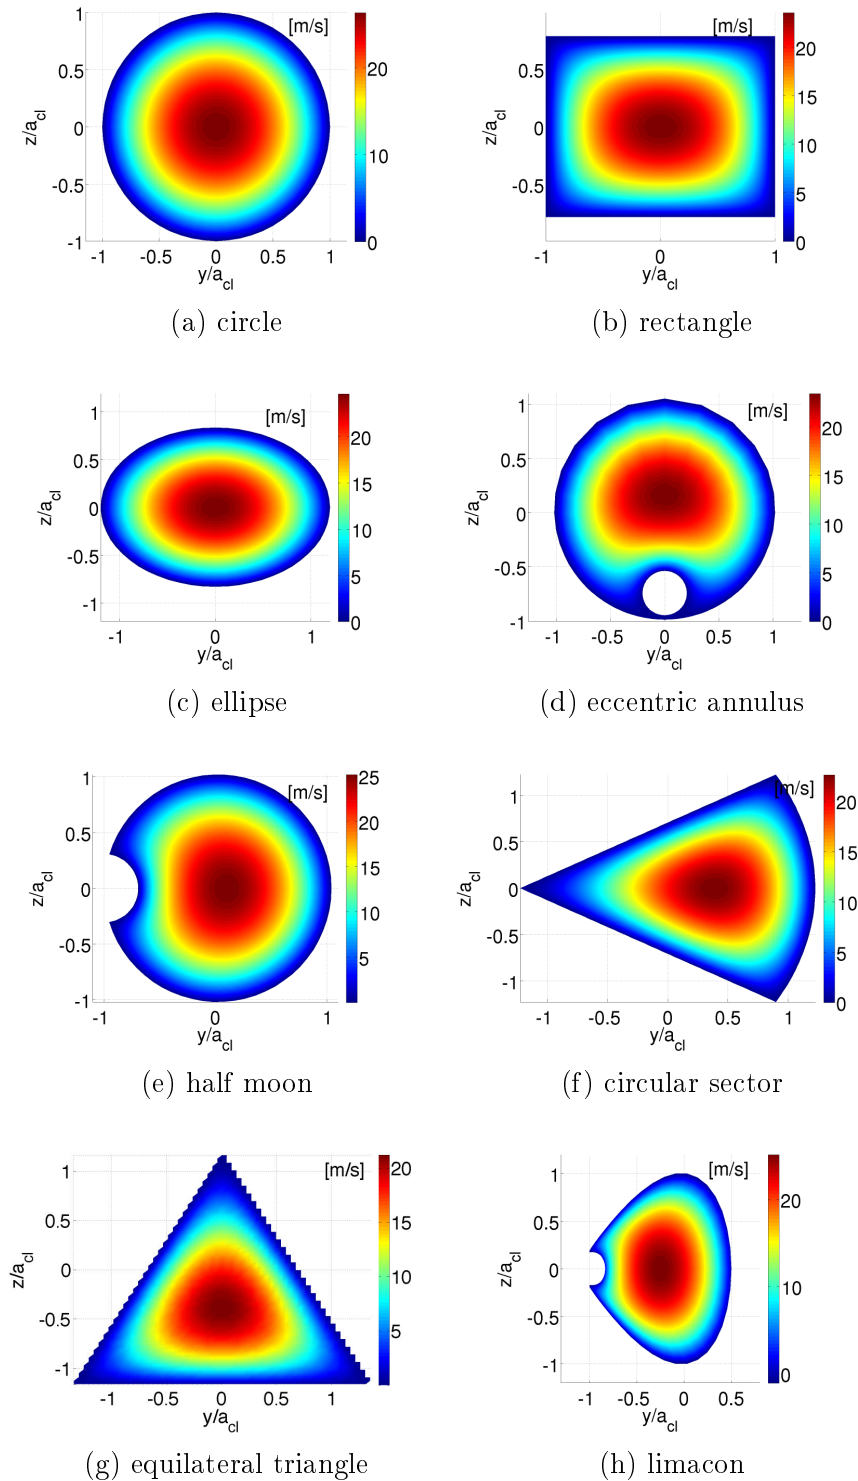 1
0.5
0
-0.5
-1
-1 -0.5 0 0.5 1
z/a_cl
y/a_cl
[m/s]
20
10
0
(a) circle
1
0.5
0
-0.5
-1
-1 -0.5 0 0.5 1
z/a_cl
y/a_cl
[m/s]
20
15
10
5
0
(b) rectangle
1
0.5
0
-0.5
-1
-1 0 1
z/a_cl
y/a_cl
[m/s]
20
15
10
5
0
(c) ellipse
1
0.5
0
-0.5
-1
-1 -0.5 0 0.5 1
z/a_cl
y/a_cl
[m/s]
20
15
10
5
0
(d) eccentric annulus
1
0.5
0
-0.5
-1
-1 0 1
z/a_cl
y/a_cl
[m/s]
25
20
15
10
5
(e) half moon
1
0.5
0
-0.5
-1
-1 -0.5 0 0.5 1
z/a_cl
y/a_cl
[m/s]
20
15
10
5
0
(f) circular sector
1
0.5
0
-0.5
-1
-1 -0.5 0 0.5 1
z/a_cl
y/a_cl
[m/s]
20
15
10
5
(g) equilateral triangle
1
0.5
0
-0.5
-1
-1 -0.5 0 0.5
z/a_cl
y/a_cl
[m/s]
20
10
0
(h) limacon